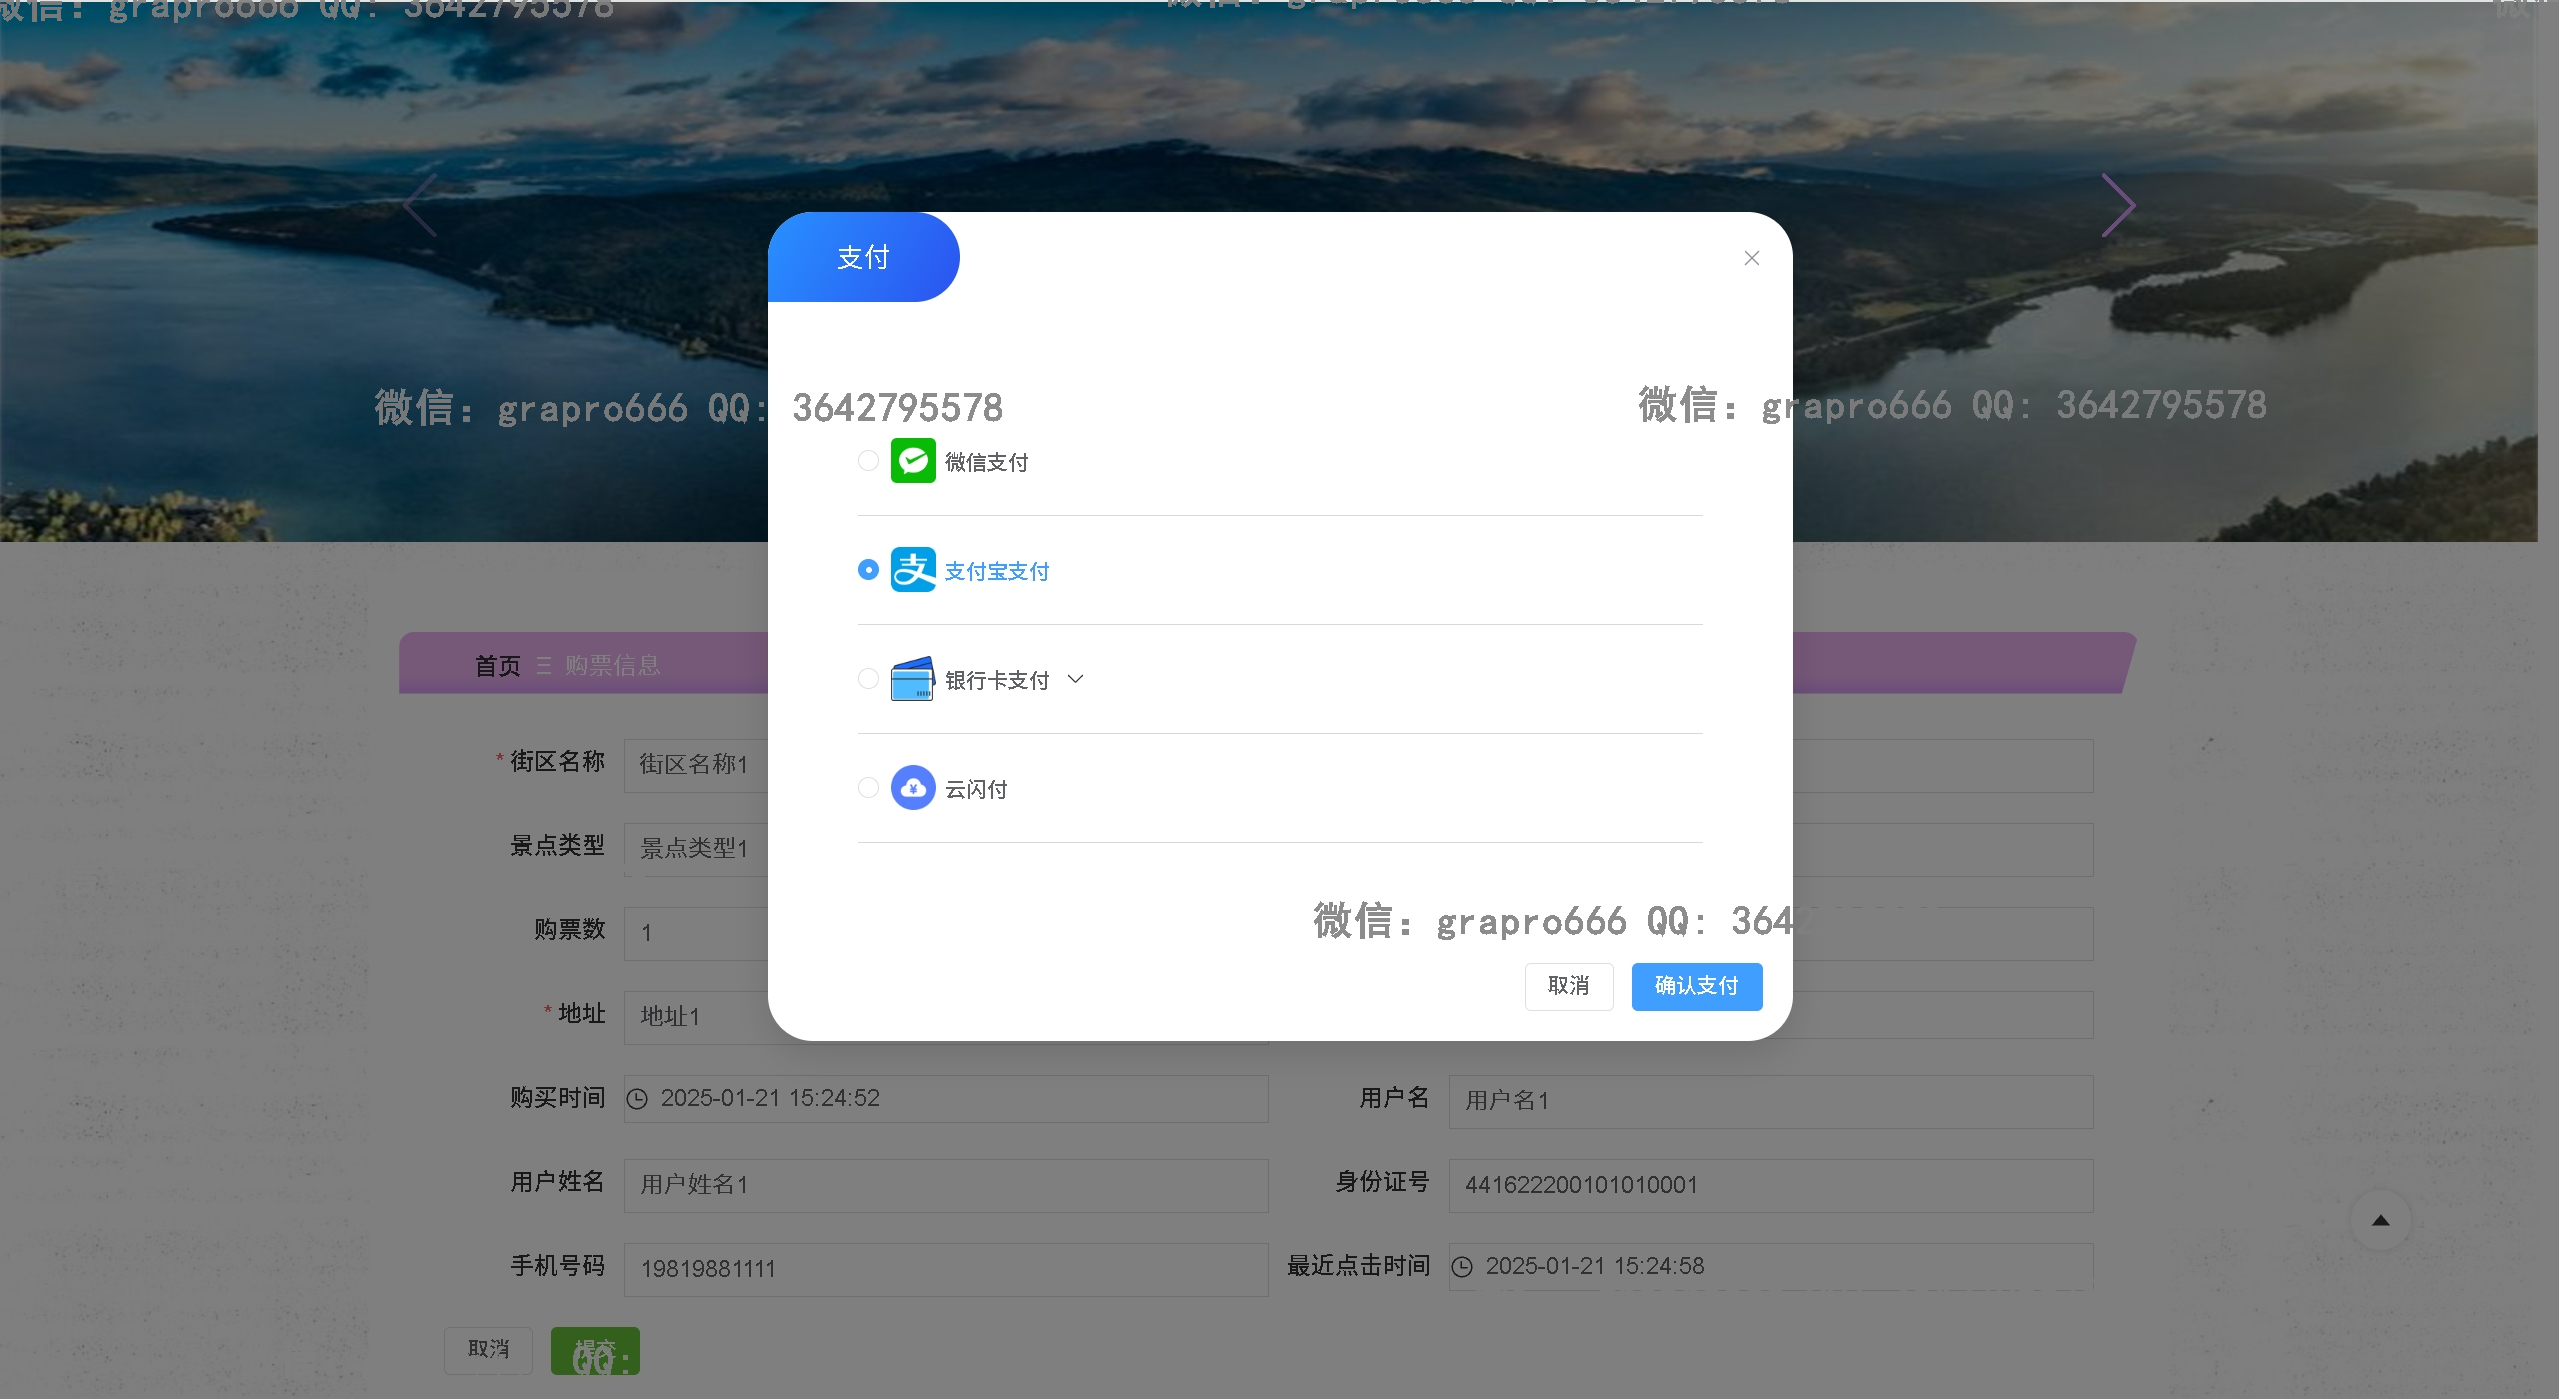 微信: grapro666 QQ: 3642795578
支付
微信: grapro666 QQ: 3642795578
微信: grapro666 QQ: 3642795578
微信支付
支付宝支付
银行卡支付
云闪付
微信: grapro666 QQ: 364
取消 确认支付
首页 购票信息
* 街区名称 街区名称1
景点类型 景点类型1
购票数 1
* 地址 地址1
购买时间 2025-01-21 15:24:52 用户名 用户名1
用户姓名 用户姓名1 身份证号 441622200101010001
手机号码 19819881111 最近点击时间 2025-01-21 15:24:58
取消 提交
QQ: